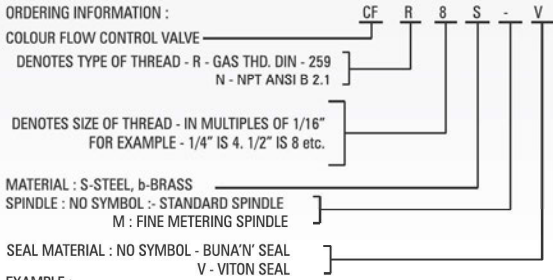 ORDERING INFORMATION : CF R 8 S - V
COLOUR FLOW CONTROL VALVE
DENOTES TYPE OF THREAD - R - GAS THD. DIN - 259
N - NPT ANSI B 2.1
DENOTES SIZE OF THREAD - IN MULTIPLES OF 1/16"
FOR EXAMPLE - 1/4" IS 4. 1/2" IS 8 etc.
MATERIAL : S-STEEL, b-BRASS
SPINDLE : NO SYMBOL :- STANDARD SPINDLE
M : FINE METERING SPINDLE
SEAL MATERIAL : NO SYMBOL - BUNA'N' SEAL
V - VITON SEAL
EXAMPLE :